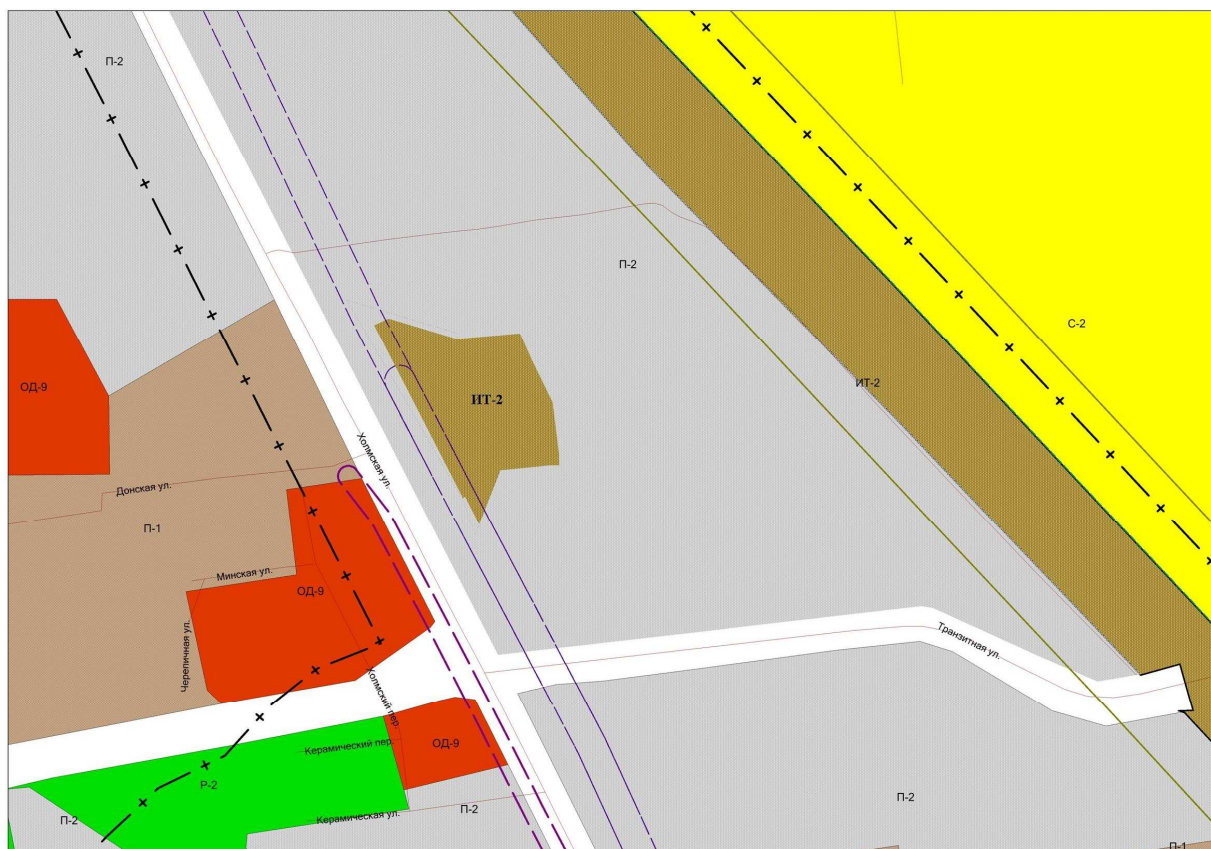 П-2
П-2
С-2
ОД-9
ИТ-2
ИТ-2
Холмская ул.
Донская ул.
П-1
Минская ул.
ОД-9
Черепичная ул.
Транзитная ул.
Холмский пер.
Керамический пер.
ОД-9
Р-2
П-2
Керамическая ул.
П-2
П-2
П-1